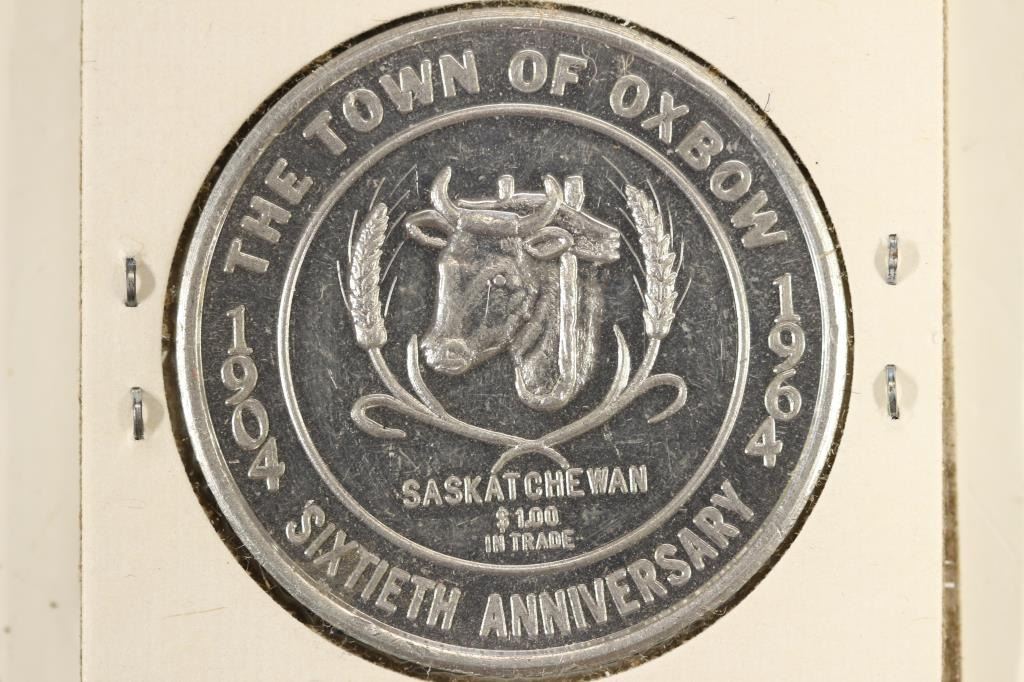 THE TOWN OF OXBOW
1904
1964
SASKATCHEWAN
$1.00
IN TRADE
SIXTIETH ANNIVERSARY